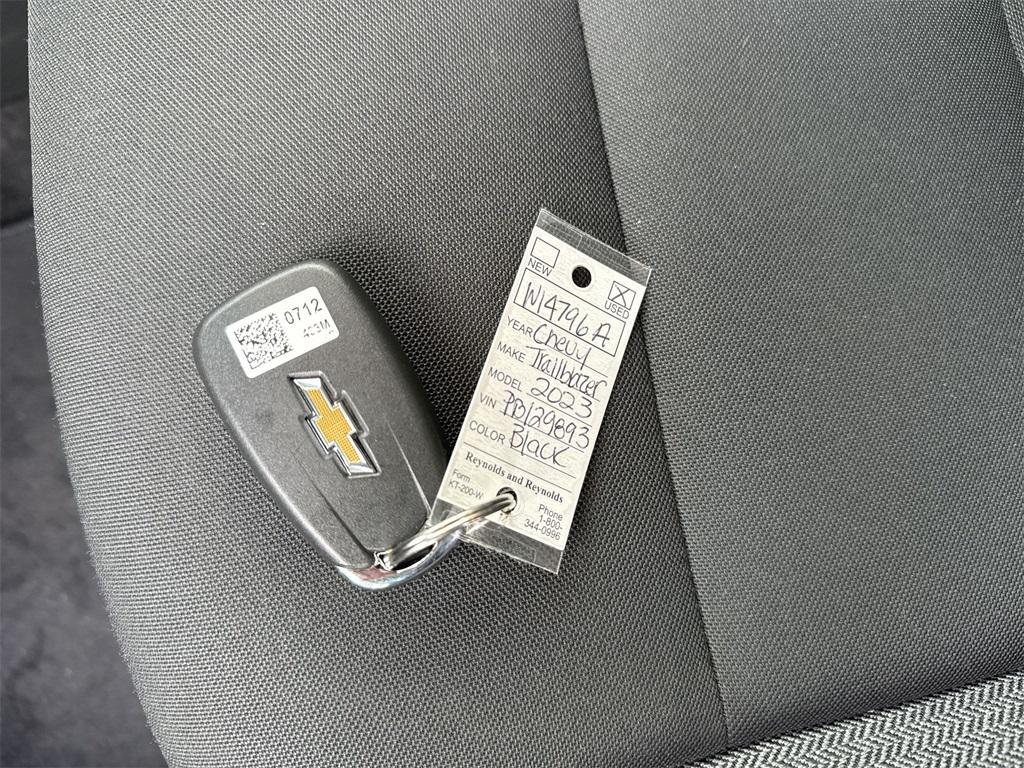 0712
433M
NEW
USED
W14796A
YEAR Chevy
MAKE Trailblazer
MODEL 2023
VIN PB129893
COLOR Black
Reynolds and Reynolds
Form
KT-200-W
Phone
1-800-
344-0996